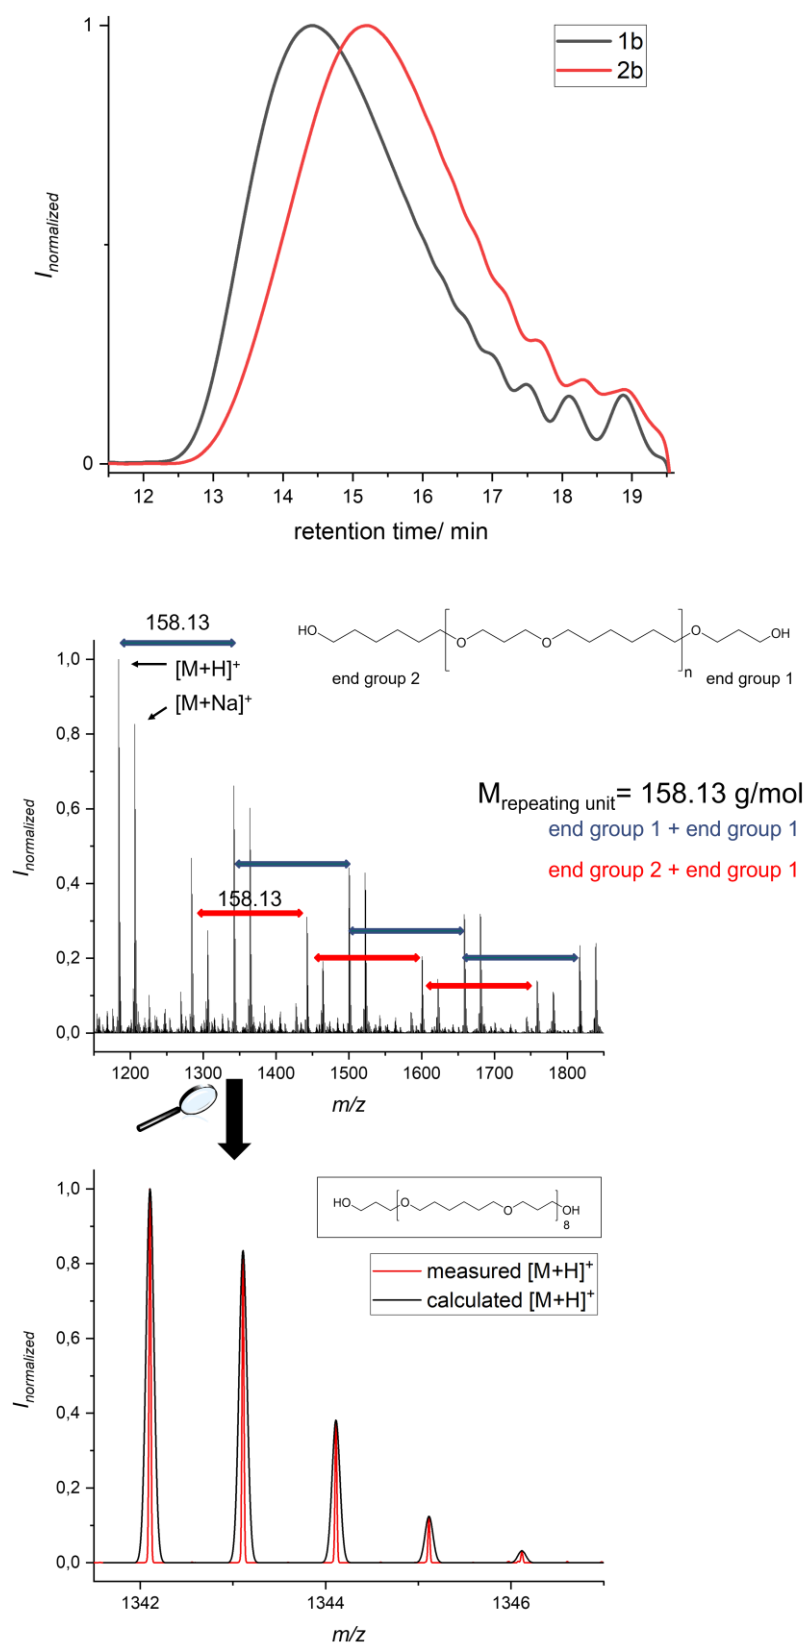 1
1b
2b
I normalized
0
12 13 14 15 16 17 18 19
retention time/ min
158.13
[M+H]+
[M+Na]+
HO O O n O OH
end group 2 end group 1
1,0
0,8
0,6
0,4
0,2
0,0
I normalized
M repeating unit= 158.13 g/mol
end group 1 + end group 1
end group 2 + end group 1
158.13
1200 1300 1400 1500 1600 1700 1800
m/z
1,0
0,8
0,6
0,4
0,2
0,0
I normalized
HO O O OH 8
measured [M+H]+
calculated [M+H]+
1342 1344 1346
m/z